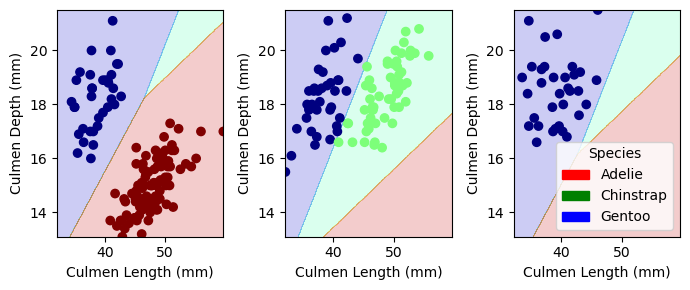 20
18
16
14
40
50
Culmen Depth (mm)
Culmen Length (mm)
20
18
16
14
40
50
Culmen Depth (mm)
Culmen Length (mm)
20
18
16
14
40
50
Culmen Depth (mm)
Culmen Length (mm)
Species
Adelie
Chinstrap
Gentoo